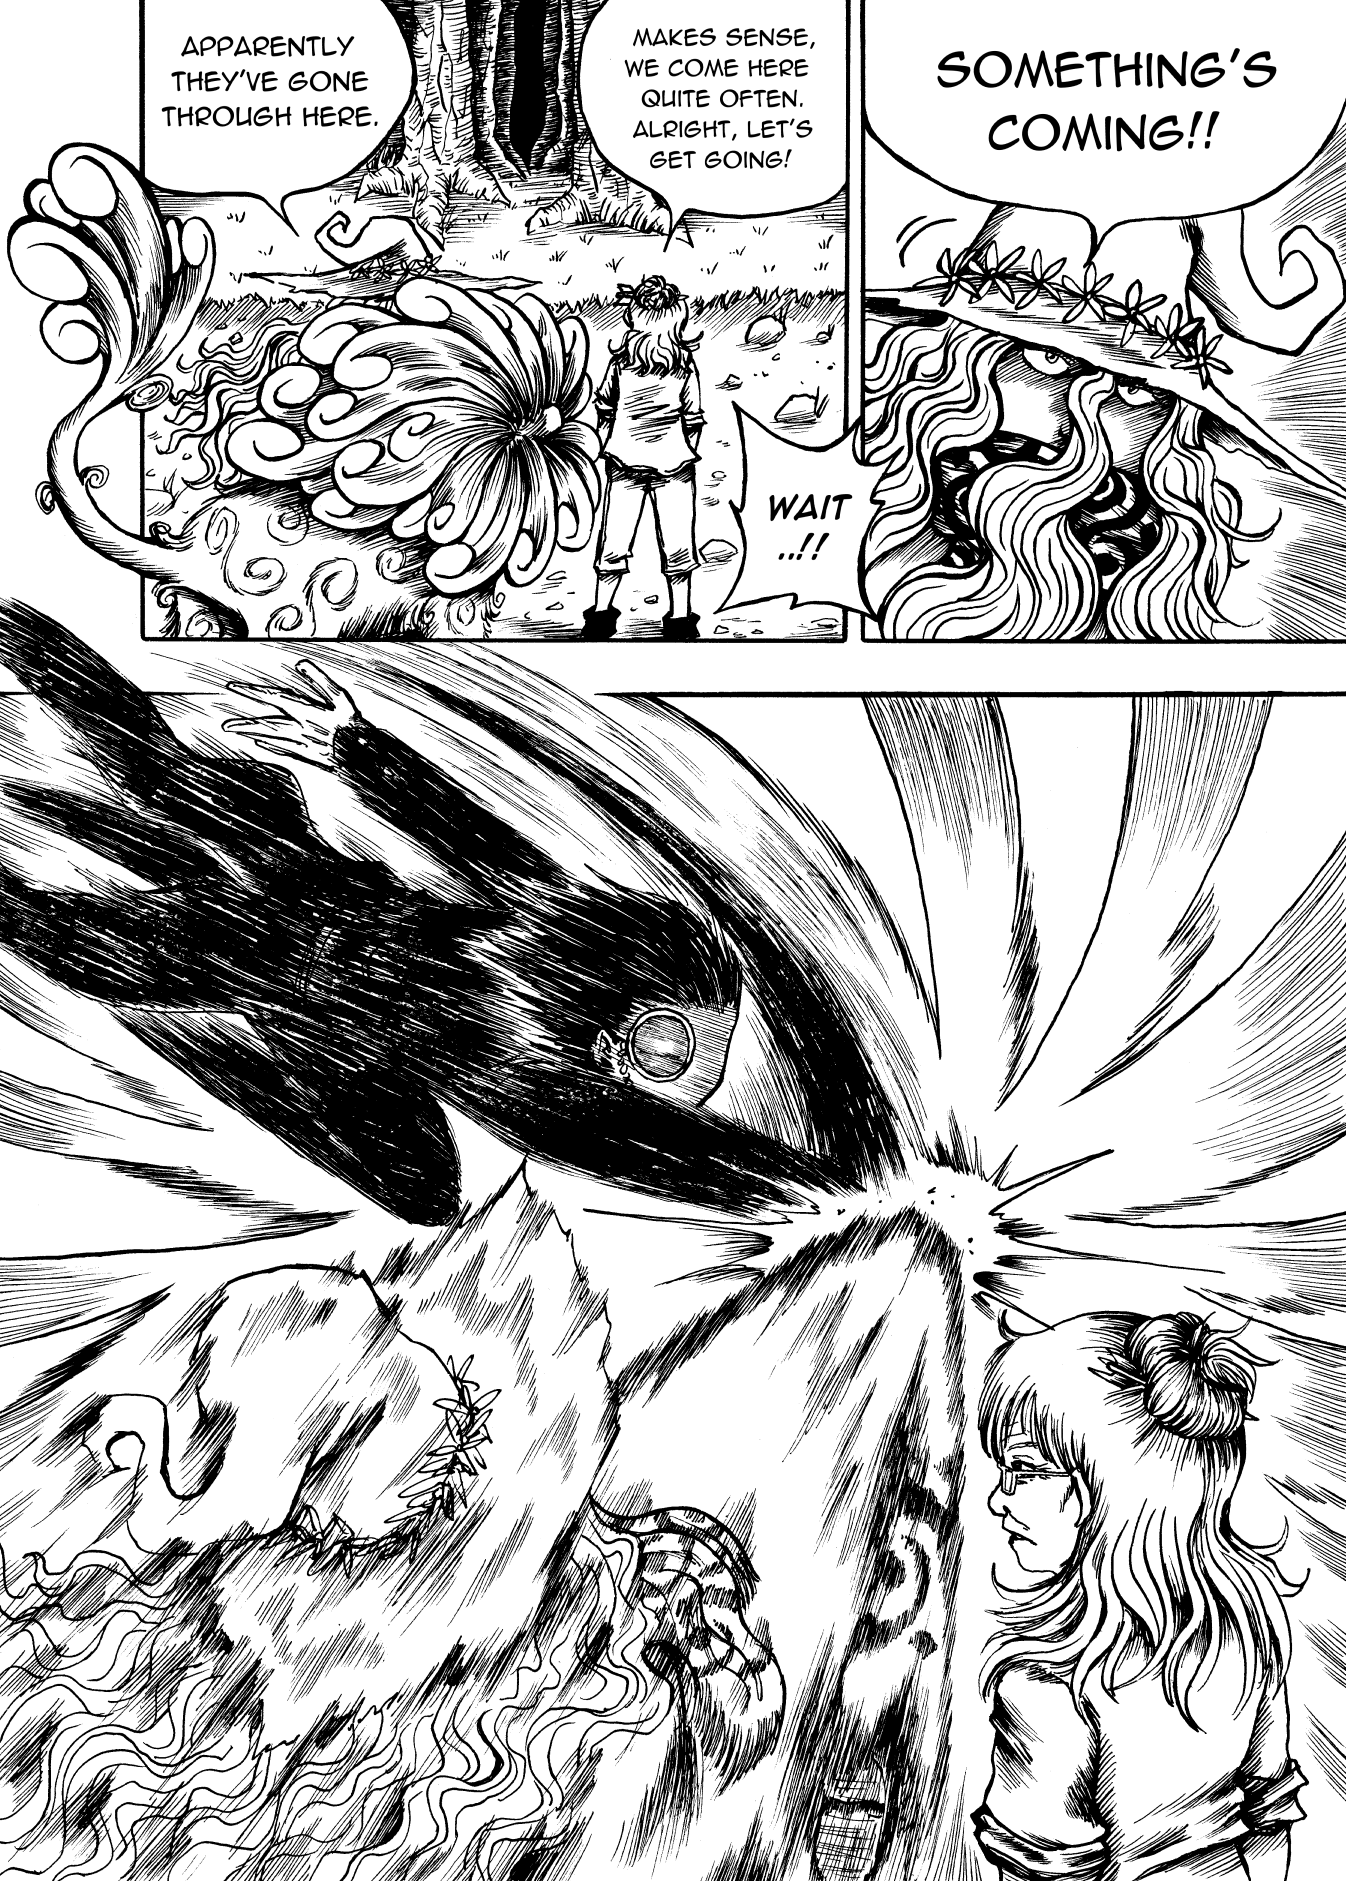 APPARENTLY
THEY'VE GONE
THROUGH HERE.
MAKES SENSE,
WE COME HERE
QUITE OFTEN.
ALRIGHT, LET'S
GET GOING!
WAIT
..!!
SOMETHING'S
COMING!!